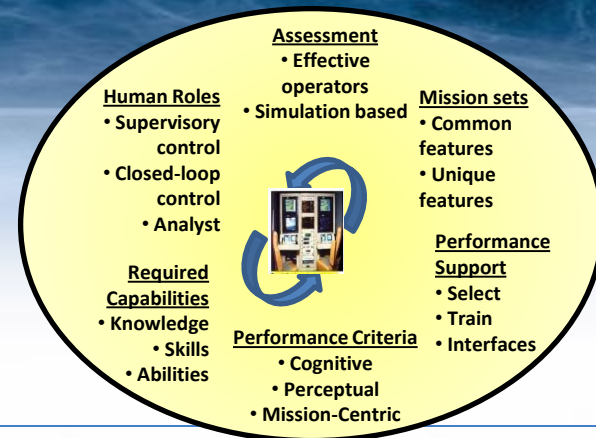 Assessment
• Effective
operators
• Simulation based
Human Roles
• Supervisory
control
• Closed-loop
control
• Analyst
Mission sets
• Common
features
• Unique
features
Required
Capabilities
• Knowledge
• Skills
• Abilities
Performance Criteria
• Cognitive
• Perceptual
• Mission-Centric
Performance
Support
• Select
• Train
• Interfaces